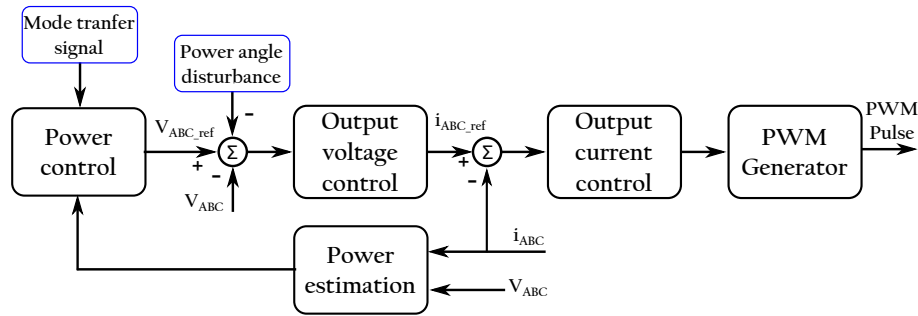 Mode tranfer
signal
Power angle
disturbance
Power
control
V_ABC_ref
+
-
-
Σ
V_ABC
Output
voltage
control
i_ABC_ref
+
-
Σ
Output
current
control
PWM
Generator
PWM
Pulse
Power
estimation
i_ABC
V_ABC